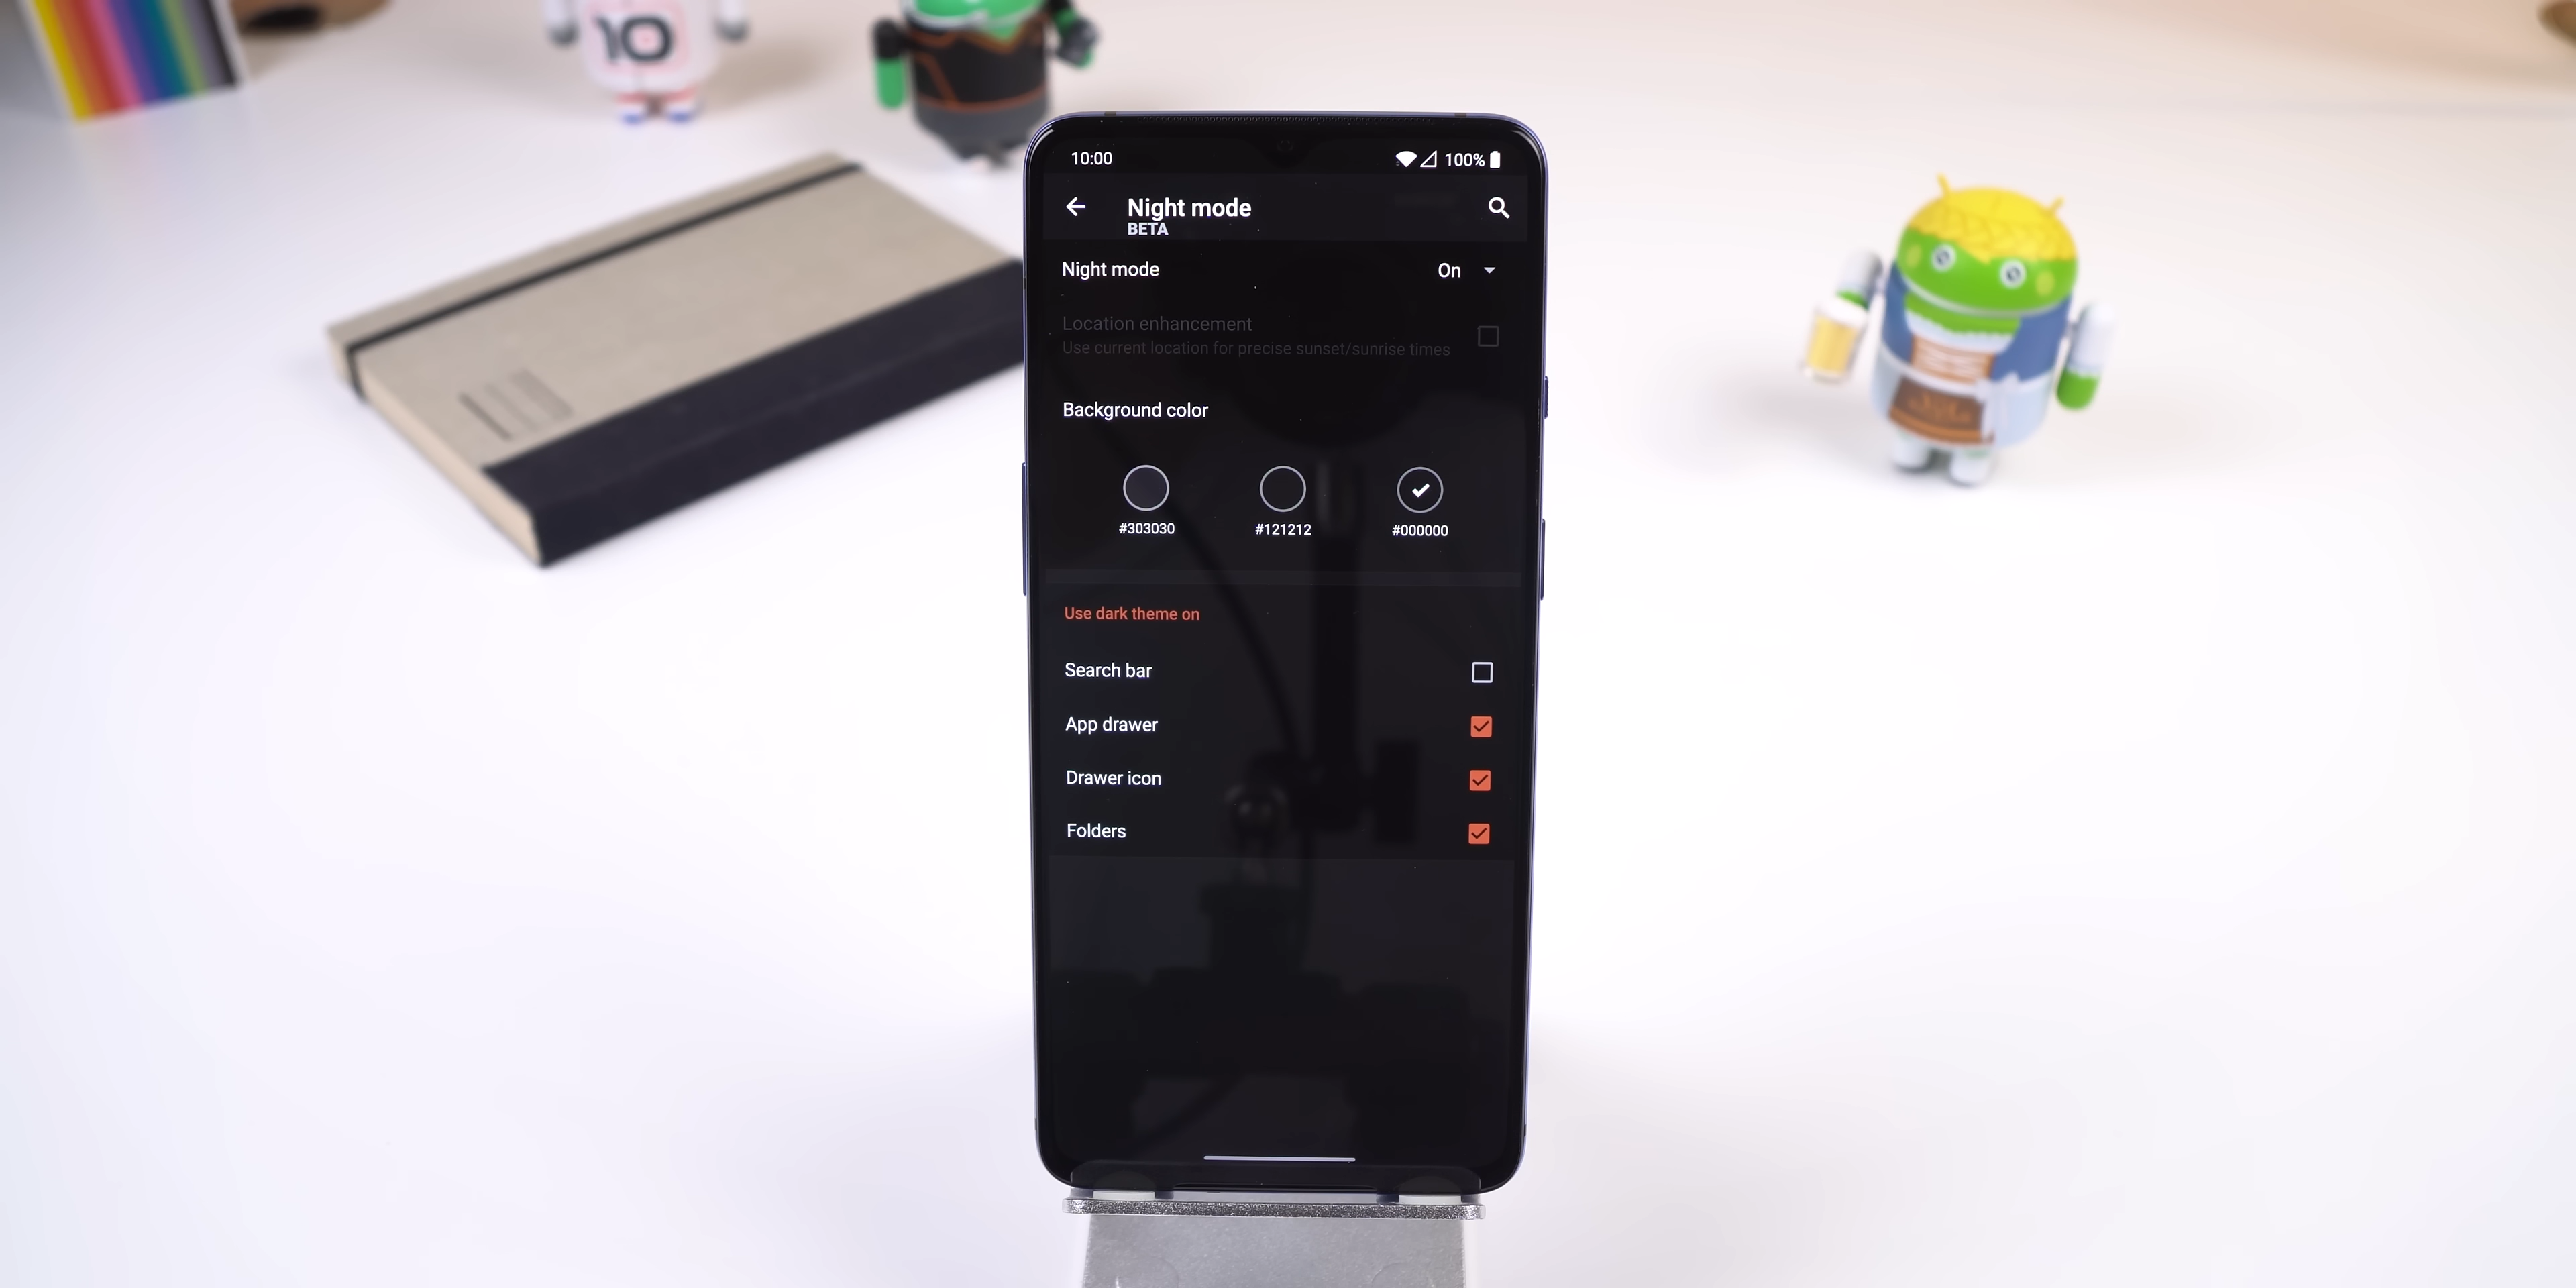 10
10:00
100%
Night mode
BETA
Night mode
On
Location enhancement
Use current location for precise sunset/sunrise times
Background color
#303030
#121212
#000000
Use dark theme on
Search bar
App drawer
Drawer icon
Folders